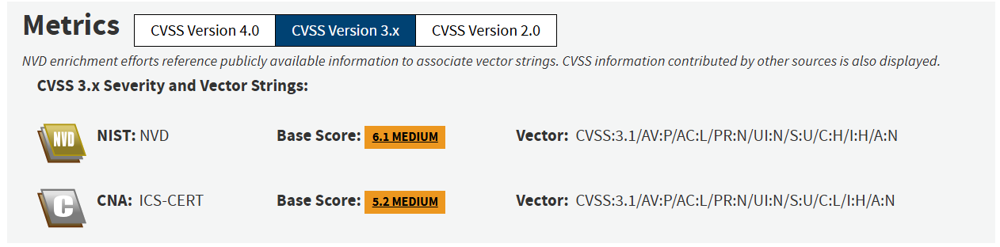 Metrics CVSS Version 4.0 CVSS Version 3.x CVSS Version 2.0
NVD enrichment efforts reference publicly available information to associate vector strings. CVSS information contributed by other sources is also displayed.
CVSS 3.x Severity and Vector Strings:
NVD NIST: NVD Base Score: 6.1 MEDIUM Vector: CVSS:3.1/AV:P/AC:L/PR:N/UI:N/S:U/C:H/I:H/A:N
C CNA: ICS-CERT Base Score: 5.2 MEDIUM Vector: CVSS:3.1/AV:P/AC:L/PR:N/UI:N/S:U/C:L/I:H/A:N